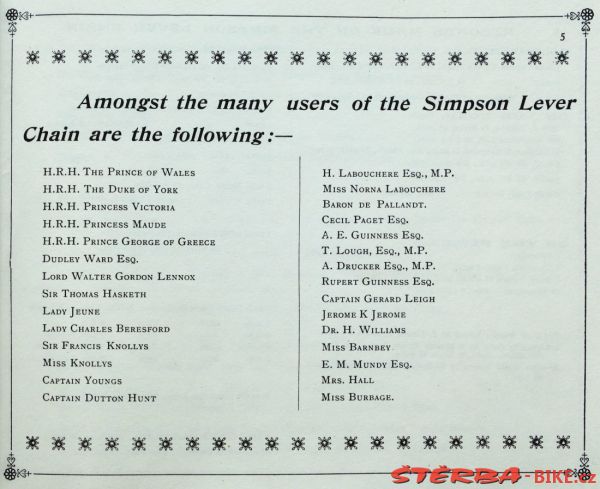 5
Amongst the many users of the Simpson Lever
Chain are the following:—
H.R.H. The Prince of Wales
H.R.H. The Duke of York
H.R.H. Princess Victoria
H.R.H. Princess Maude
H.R.H. Prince George of Greece
Dudley Ward Esq.
Lord Walter Gordon Lennox
Sir Thomas Hasketh
Lady Jeune
Lady Charles Beresford
Sir Francis Knollys
Miss Knollys
Captain Youngs
Captain Dutton Hunt
H. Labouchere Esq., M.P.
Miss Norna Labouchere
Baron de Pallandt.
Cecil Paget Esq.
A. E. Guinness Esq.
T. Lough, Esq., M.P.
A. Drucker Esq., M.P.
Rupert Guinness Esq.
Captain Gerard Leigh
Jerome K Jerome
Dr. H. Williams
Miss Barnbey
E. M. Mundy Esq.
Mrs. Hall
Miss Burbage.
ŠTĚRBA-BIKE.cz